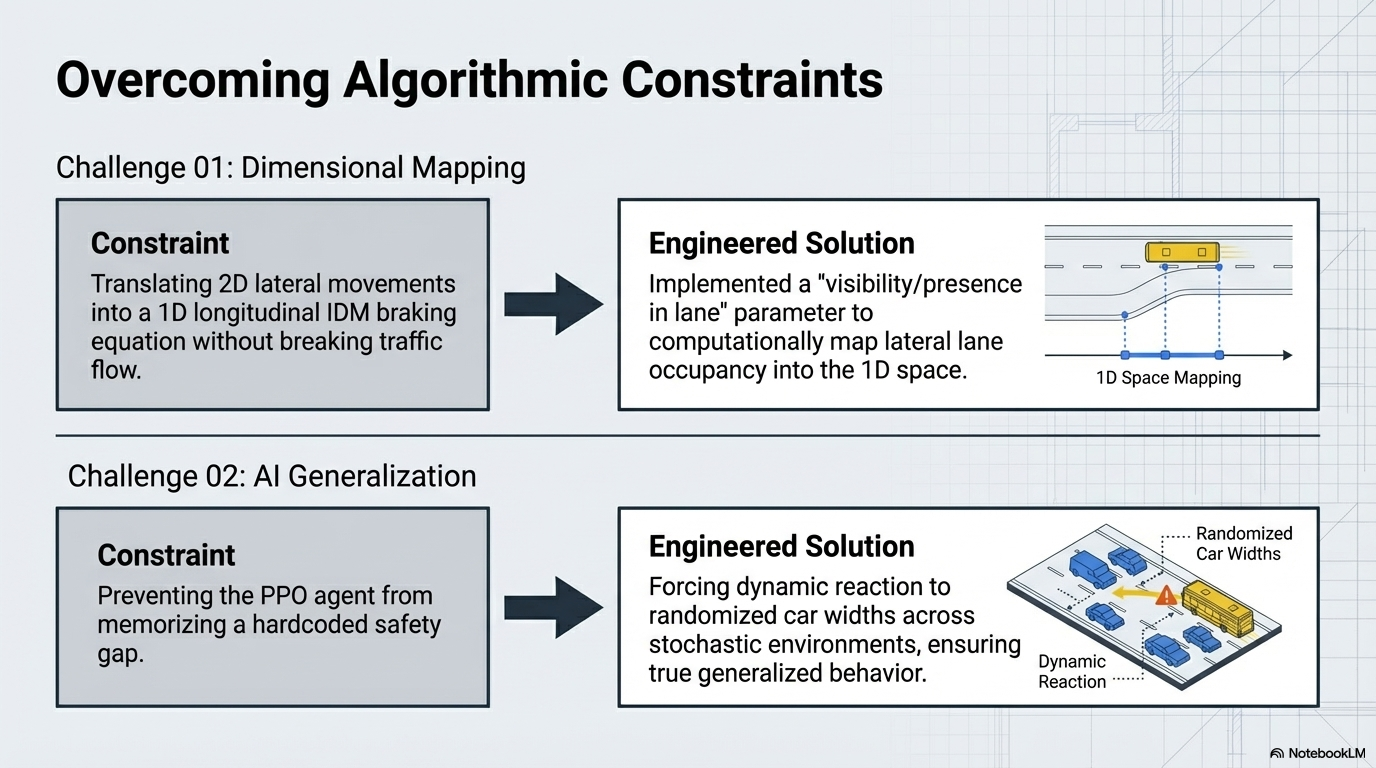 Overcoming Algorithmic Constraints
Challenge 01: Dimensional Mapping
Constraint
Translating 2D lateral movements
into a 1D longitudinal IDM braking
equation without breaking traffic
flow.
Engineered Solution
Implemented a "visibility/presence
in lane" parameter to
computationally map lateral lane
occupancy into the 1D space.
1D Space Mapping
Challenge 02: AI Generalization
Constraint
Preventing the PPO agent from
memorizing a hardcoded safety
gap.
Engineered Solution
Forcing dynamic reaction to
randomized car widths across
stochastic environments, ensuring
true generalized behavior.
Randomized
Car Widths
Dynamic
Reaction
NotebookLM